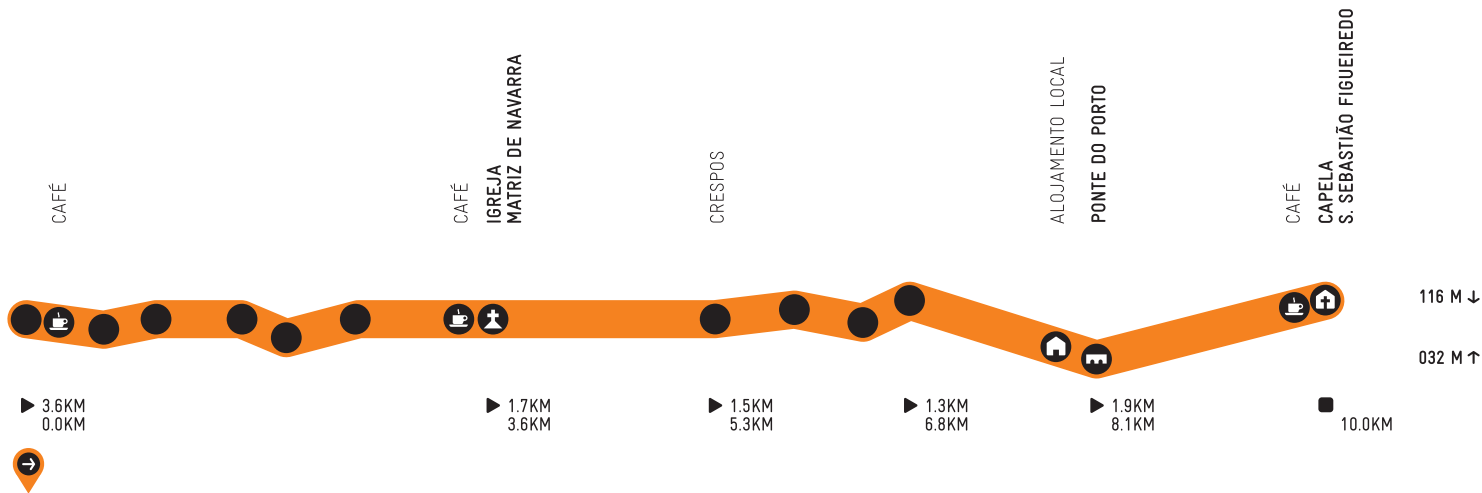 CAFÉ
CAFÉ
IGREJA
MATRIZ DE NAVARRA
CRESPOS
ALOJAMENTO LOCAL
PONTE DO PORTO
CAFÉ
CAPELA
S. SEBASTIÃO FIGUEIREDO
116 M ↓
032 M ↑
3.6KM
0.0KM
1.7KM
3.6KM
1.5KM
5.3KM
1.3KM
6.8KM
1.9KM
8.1KM
10.0KM